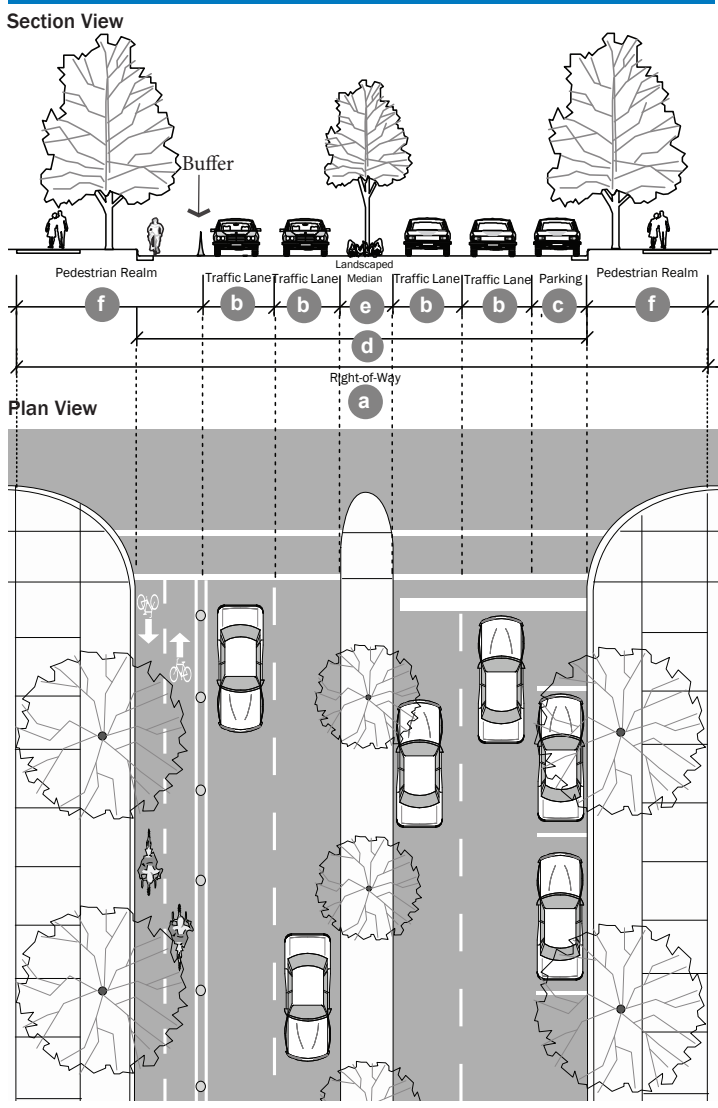 Section View
Buffer
Pedestrian Realm
Traffic Lane
Traffic Lane
Landscaped
Median
Traffic Lane
Traffic Lane
Parking
Pedestrian Realm
f
b
b
e
b
b
c
f
d
Right-of-Way
a
Plan View